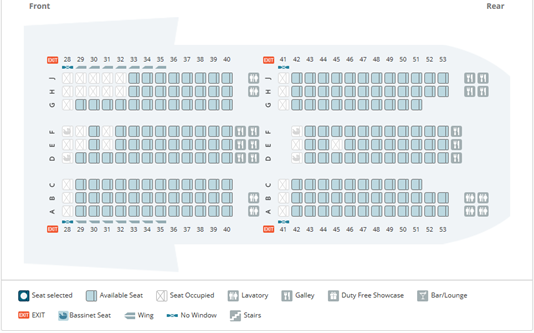 Front Rear
EXIT 28 29 30 31 32 33 34 35 36 37 38 39 40 EXIT 41 42 43 44 45 46 47 48 49 50 51 52 53
J
H
G
F
E
D
C
B
A
EXIT 28 29 30 31 32 33 34 35 36 37 38 39 40 EXIT 41 42 43 44 45 46 47 48 49 50 51 52 53
J
H
G
F
E
D
C
B
A
Seat selected Available Seat Seat Occupied Lavatory Galley Duty Free Showcase Bar/Lounge
EXIT EXIT Bassinet Seat Wing No Window Stairs